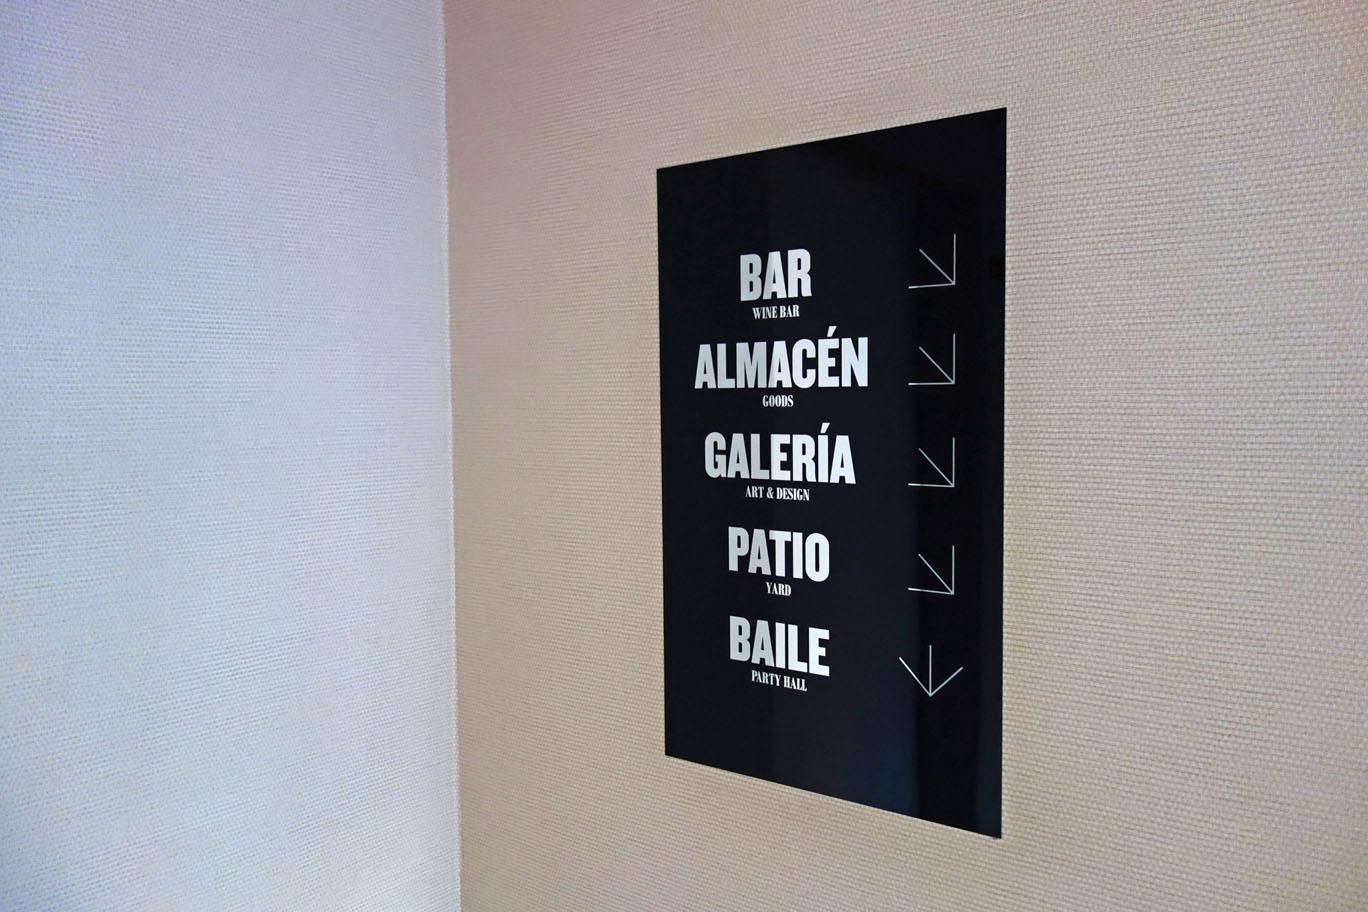 BAR
WINE BAR
ALMACÉN
GOODS
GALERÍA
ART & DESIGN
PATIO
YARD
BAILE
PARTY HALL